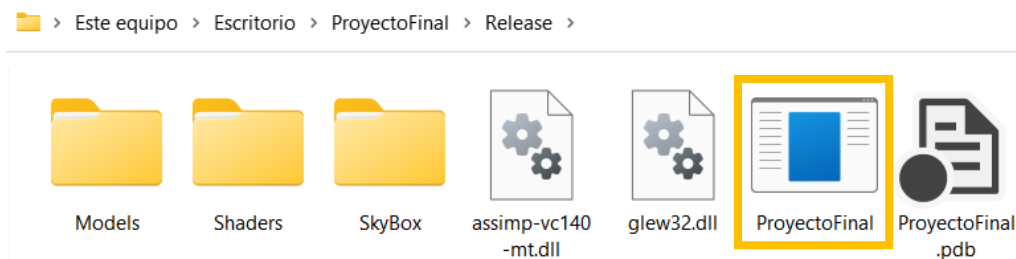 Este equipo > Escritorio > ProyectoFinal > Release >
Models
Shaders
SkyBox
assimp-vc140
-mt.dll
glew32.dll
ProyectoFinal
ProyectoFinal
.pdb